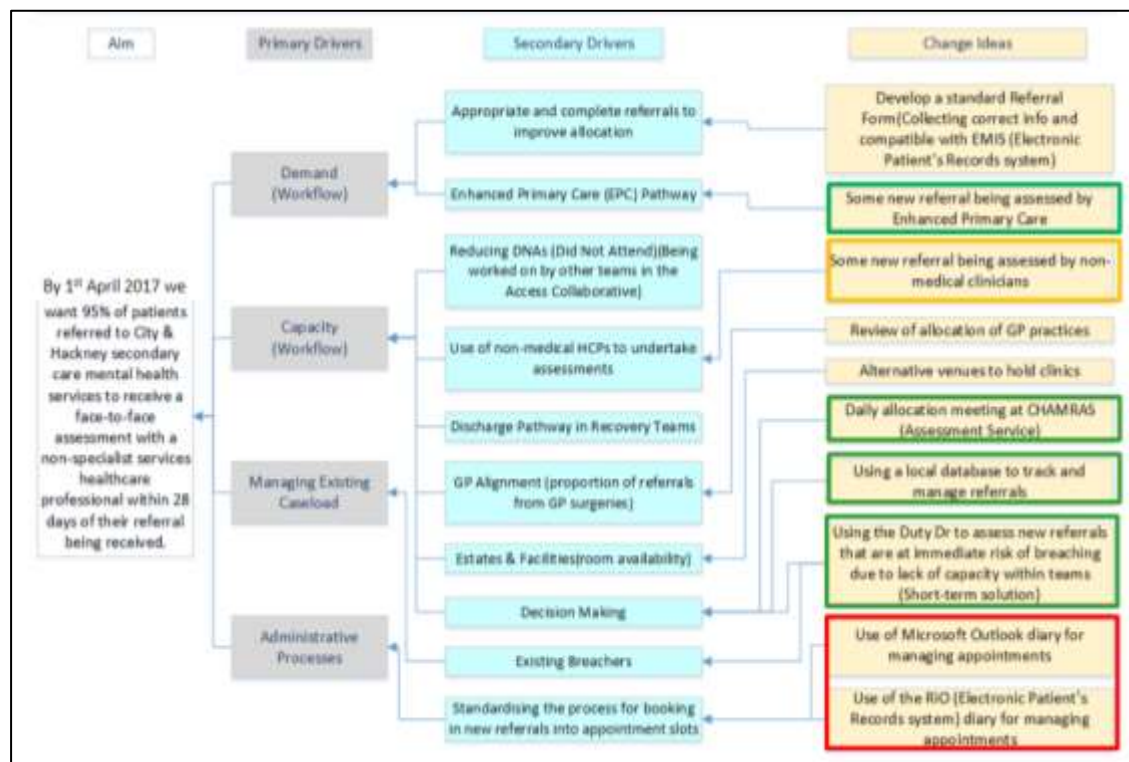 Aim
Primary Drivers
Secondary Drivers
Change Ideas
By 1st April 2017 we
want 95% of patients
referred to City &
Hackney secondary
care mental health
services to receive a
face-to-face
assessment with a
non-specialist services
healthcare
professional within 28
days of their referral
being received.
Demand
(Workflow)
Capacity
(Workflow)
Managing Existing
Caseload
Administrative
Processes
Appropriate and complete referrals to
improve allocation
Enhanced Primary Care (EPC) Pathway
Reducing DNAs (Did Not Attend)(Being
worked on by other teams in the
Access Collaborative)
Use of non-medical HCPs to undertake
assessments
Discharge Pathway in Recovery Teams
GP Alignment (proportion of referrals
from GP surgeries)
Estates & Facilities(room availability)
Decision Making
Existing Breachers
Standardising the process for booking
in new referrals into appointment slots
Develop a standard Referral
Form(Collecting correct info and
compatible with EMIS (Electronic
Patient's Records system)
Some new referral being assessed by
Enhanced Primary Care
Some new referral being assessed by non-
medical clinicians
Review of allocation of GP practices
Alternative venues to hold clinics
Daily allocation meeting at CHAMRAS
(Assessment Service)
Using a local database to track and
manage referrals
Using the Duty Dr to assess new referrals
that are at immediate risk of breaching
due to lack of capacity within teams
(Short-term solution)
Use of Microsoft Outlook diary for
managing appointments
Use of the RiO (Electronic Patient's
Records system) diary for managing
appointments